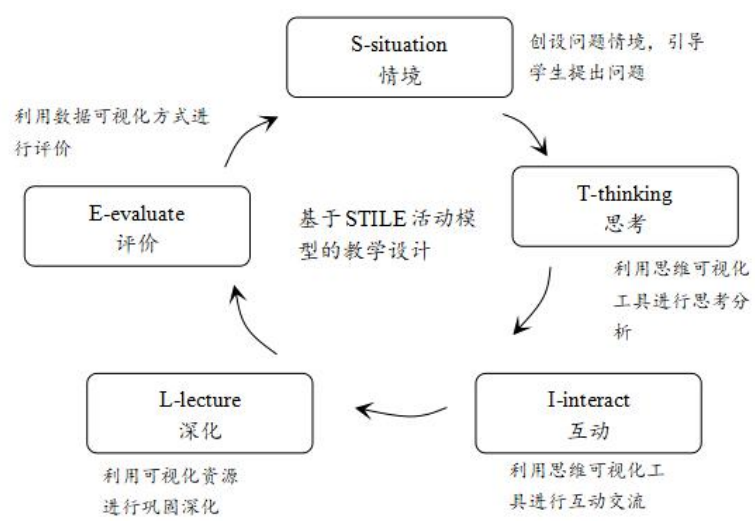 S-situation
情境
创设问题情境，引导
学生提出问题
T-thinking
思考
利用思维可视化
工具进行思考分
析
I-interact
互动
利用思维可视化工
具进行互动交流
L-lecture
深化
利用可视化资源
进行巩固深化
E-evaluate
评价
利用数据可视化方式进
行评价
基于 STILE 活动模
型的教学设计